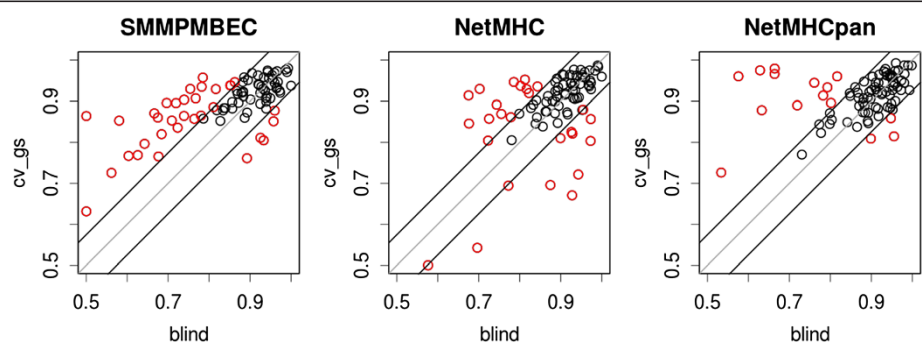 SMMPMBEC NetMHC NetMHCpan
cv_gs cv_gs cv_gs
0.9 0.9 0.9
0.7 0.7 0.7
0.5 0.5 0.5
0.5 0.7 0.9 0.5 0.7 0.9 0.5 0.7 0.9
blind blind blind